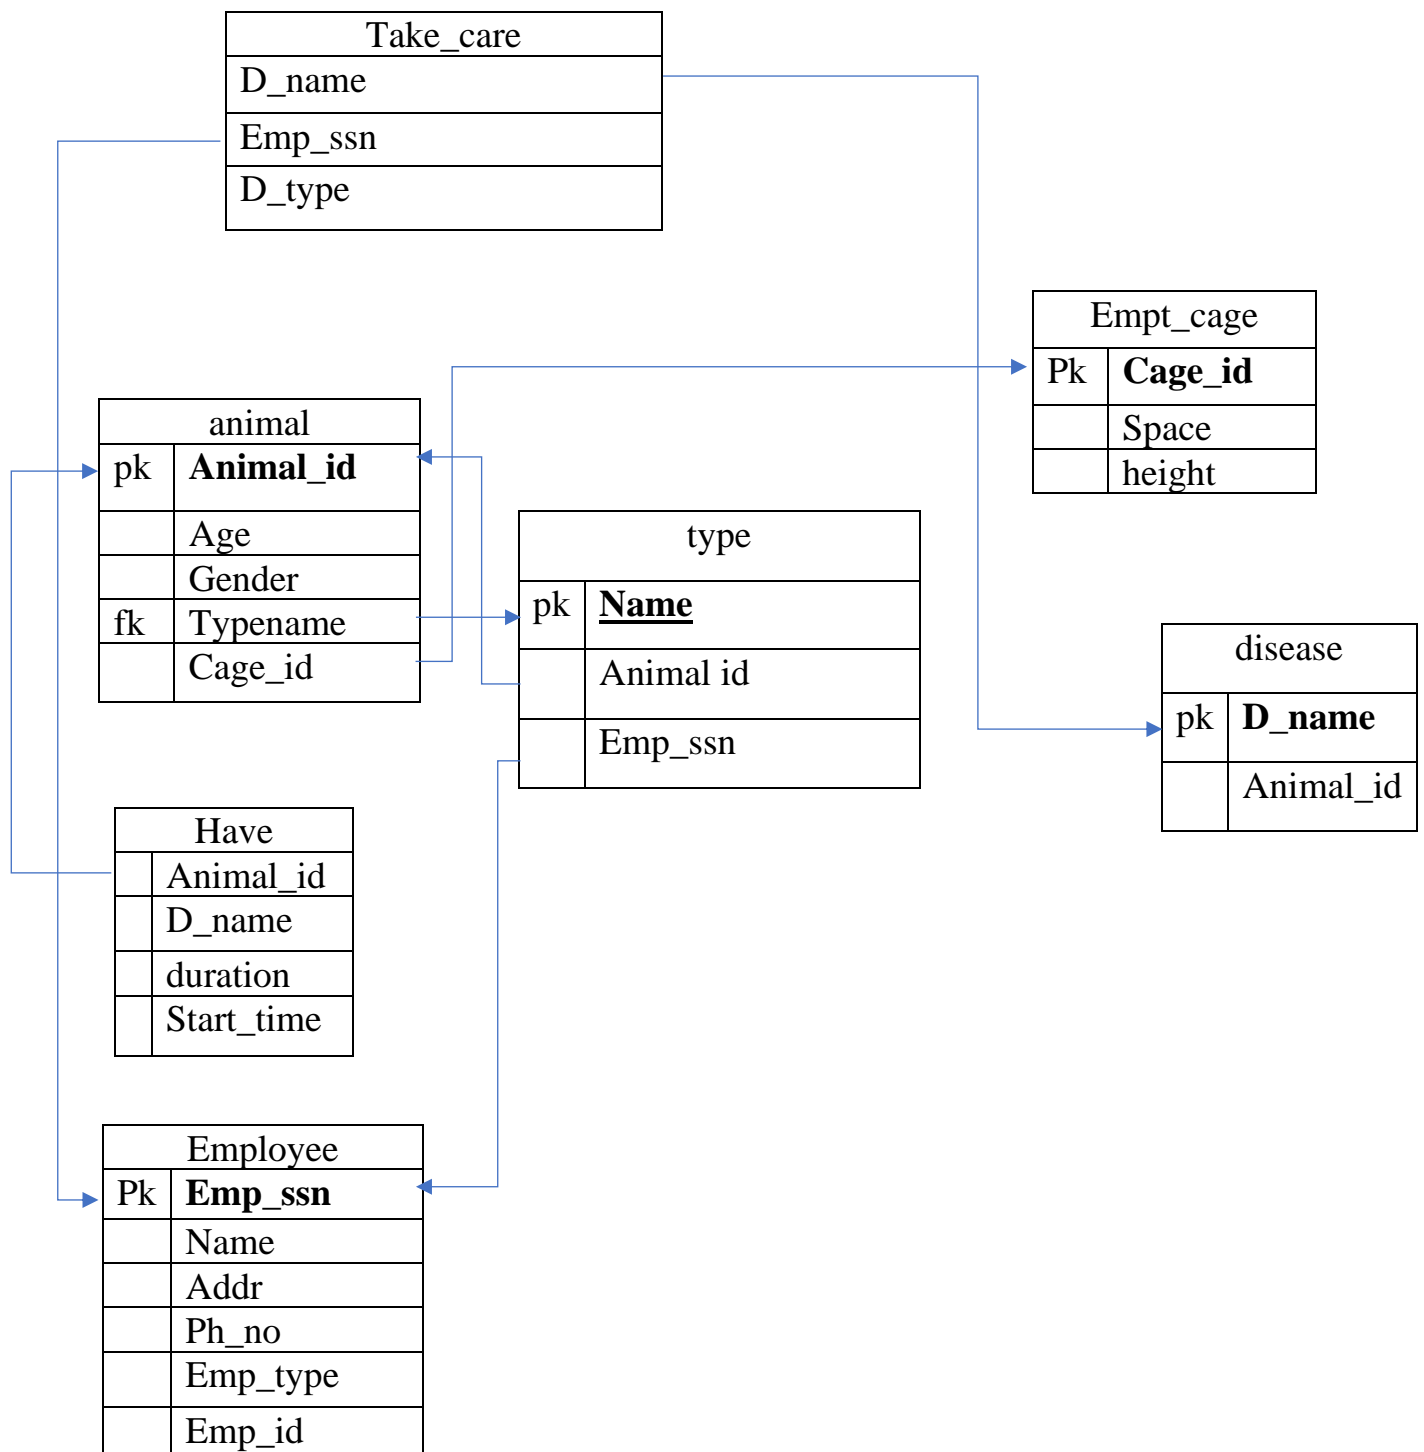 Take_care
D_name
Emp_ssn
D_type
Empt_cage
Pk Cage_id
Space
height
animal
pk Animal_id
Age
Gender
fk Typename
Cage_id
type
pk Name
Animal id
Emp_ssn
disease
pk D_name
Animal_id
Have
Animal_id
D_name
duration
Start_time
Employee
Pk Emp_ssn
Name
Addr
Ph_no
Emp_type
Emp_id